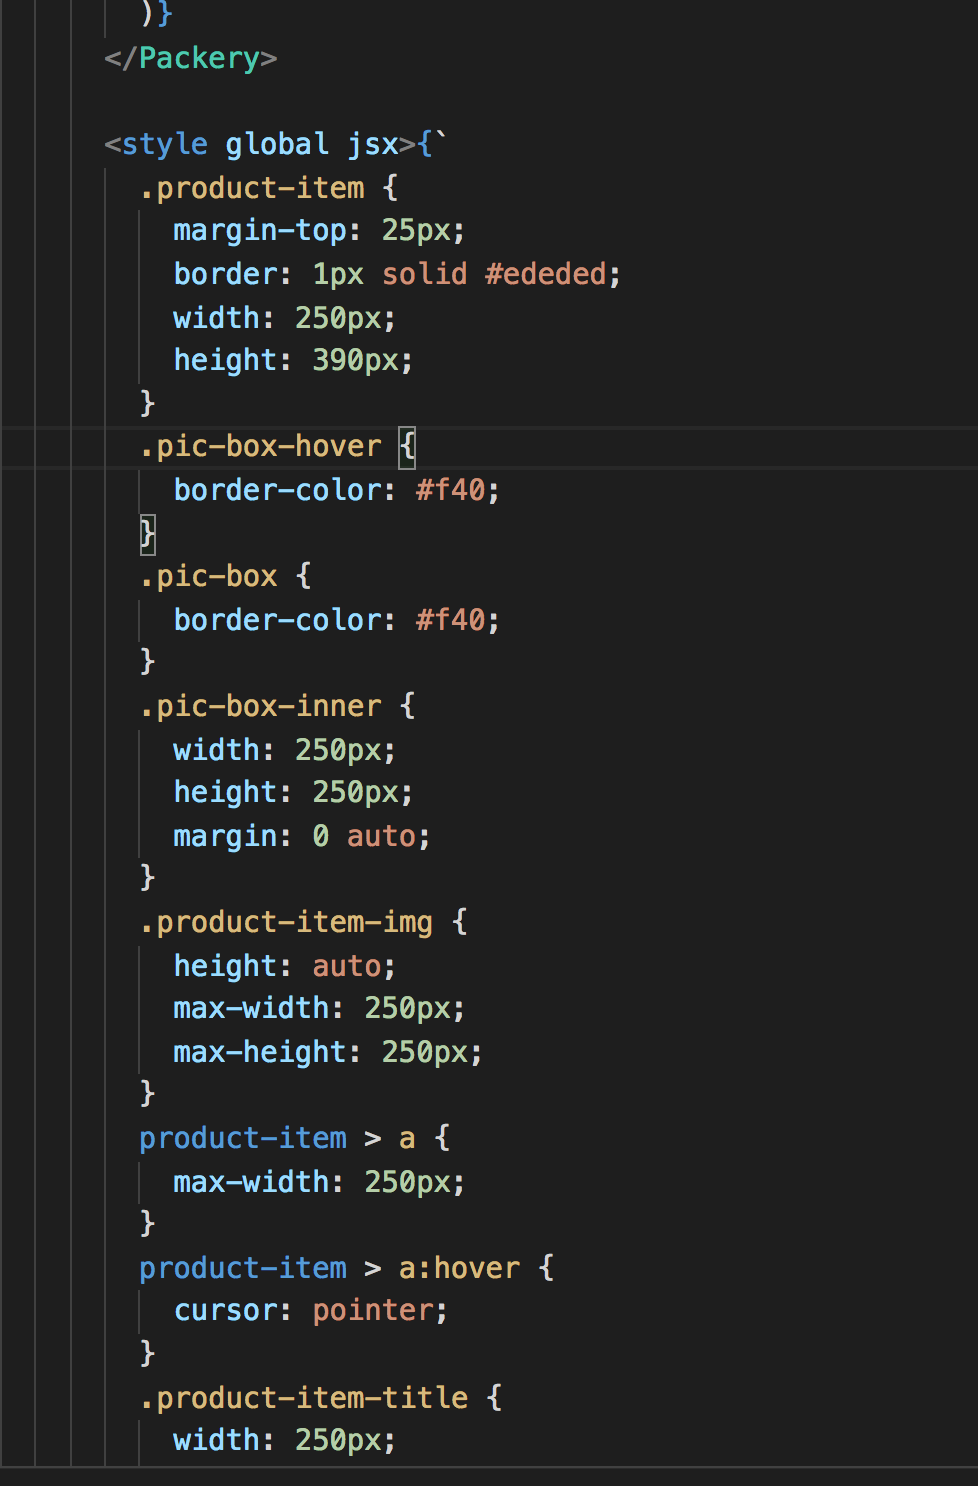 )}
</Packery>
<style global jsx>{`
.product-item {
margin-top: 25px;
border: 1px solid #ededed;
width: 250px;
height: 390px;
}
.pic-box-hover {
border-color: #f40;
}
.pic-box {
border-color: #f40;
}
.pic-box-inner {
width: 250px;
height: 250px;
margin: 0 auto;
}
.product-item-img {
height: auto;
max-width: 250px;
max-height: 250px;
}
product-item > a {
max-width: 250px;
}
product-item > a:hover {
cursor: pointer;
}
.product-item-title {
width: 250px;